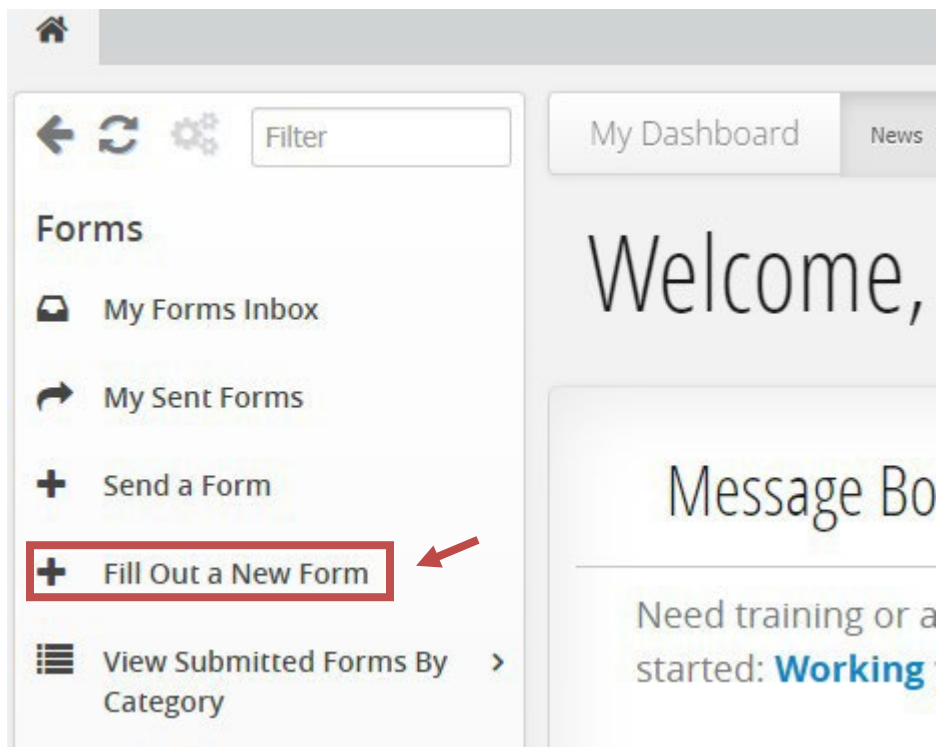 Filter
Forms
My Forms Inbox
My Sent Forms
Send a Form
Fill Out a New Form
View Submitted Forms By
Category
My Dashboard
News
Welcome,
Message Bo
Need training or a
started: Working